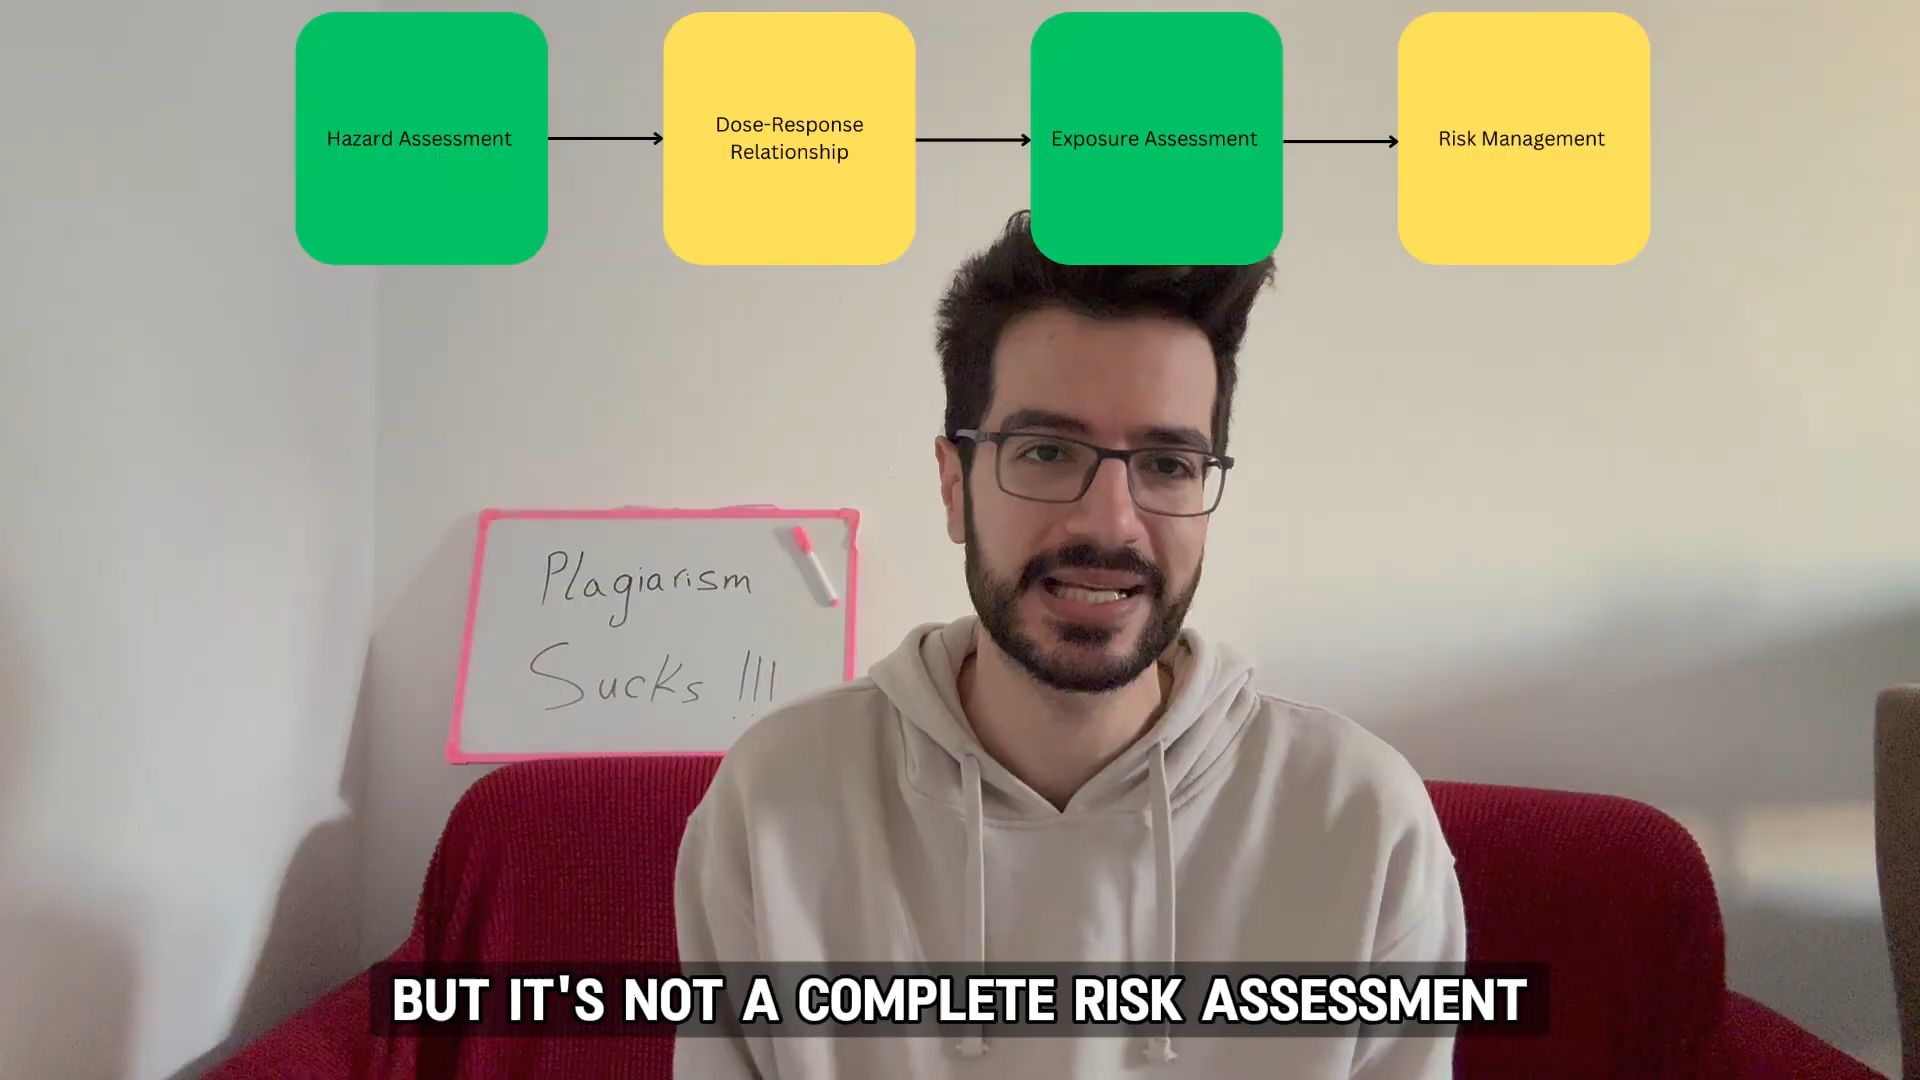 Hazard Assessment
Dose-Response
Relationship
Exposure Assessment
Risk Management
Plagiarism
Sucks !!!
BUT IT'S NOT A COMPLETE RISK ASSESSMENT